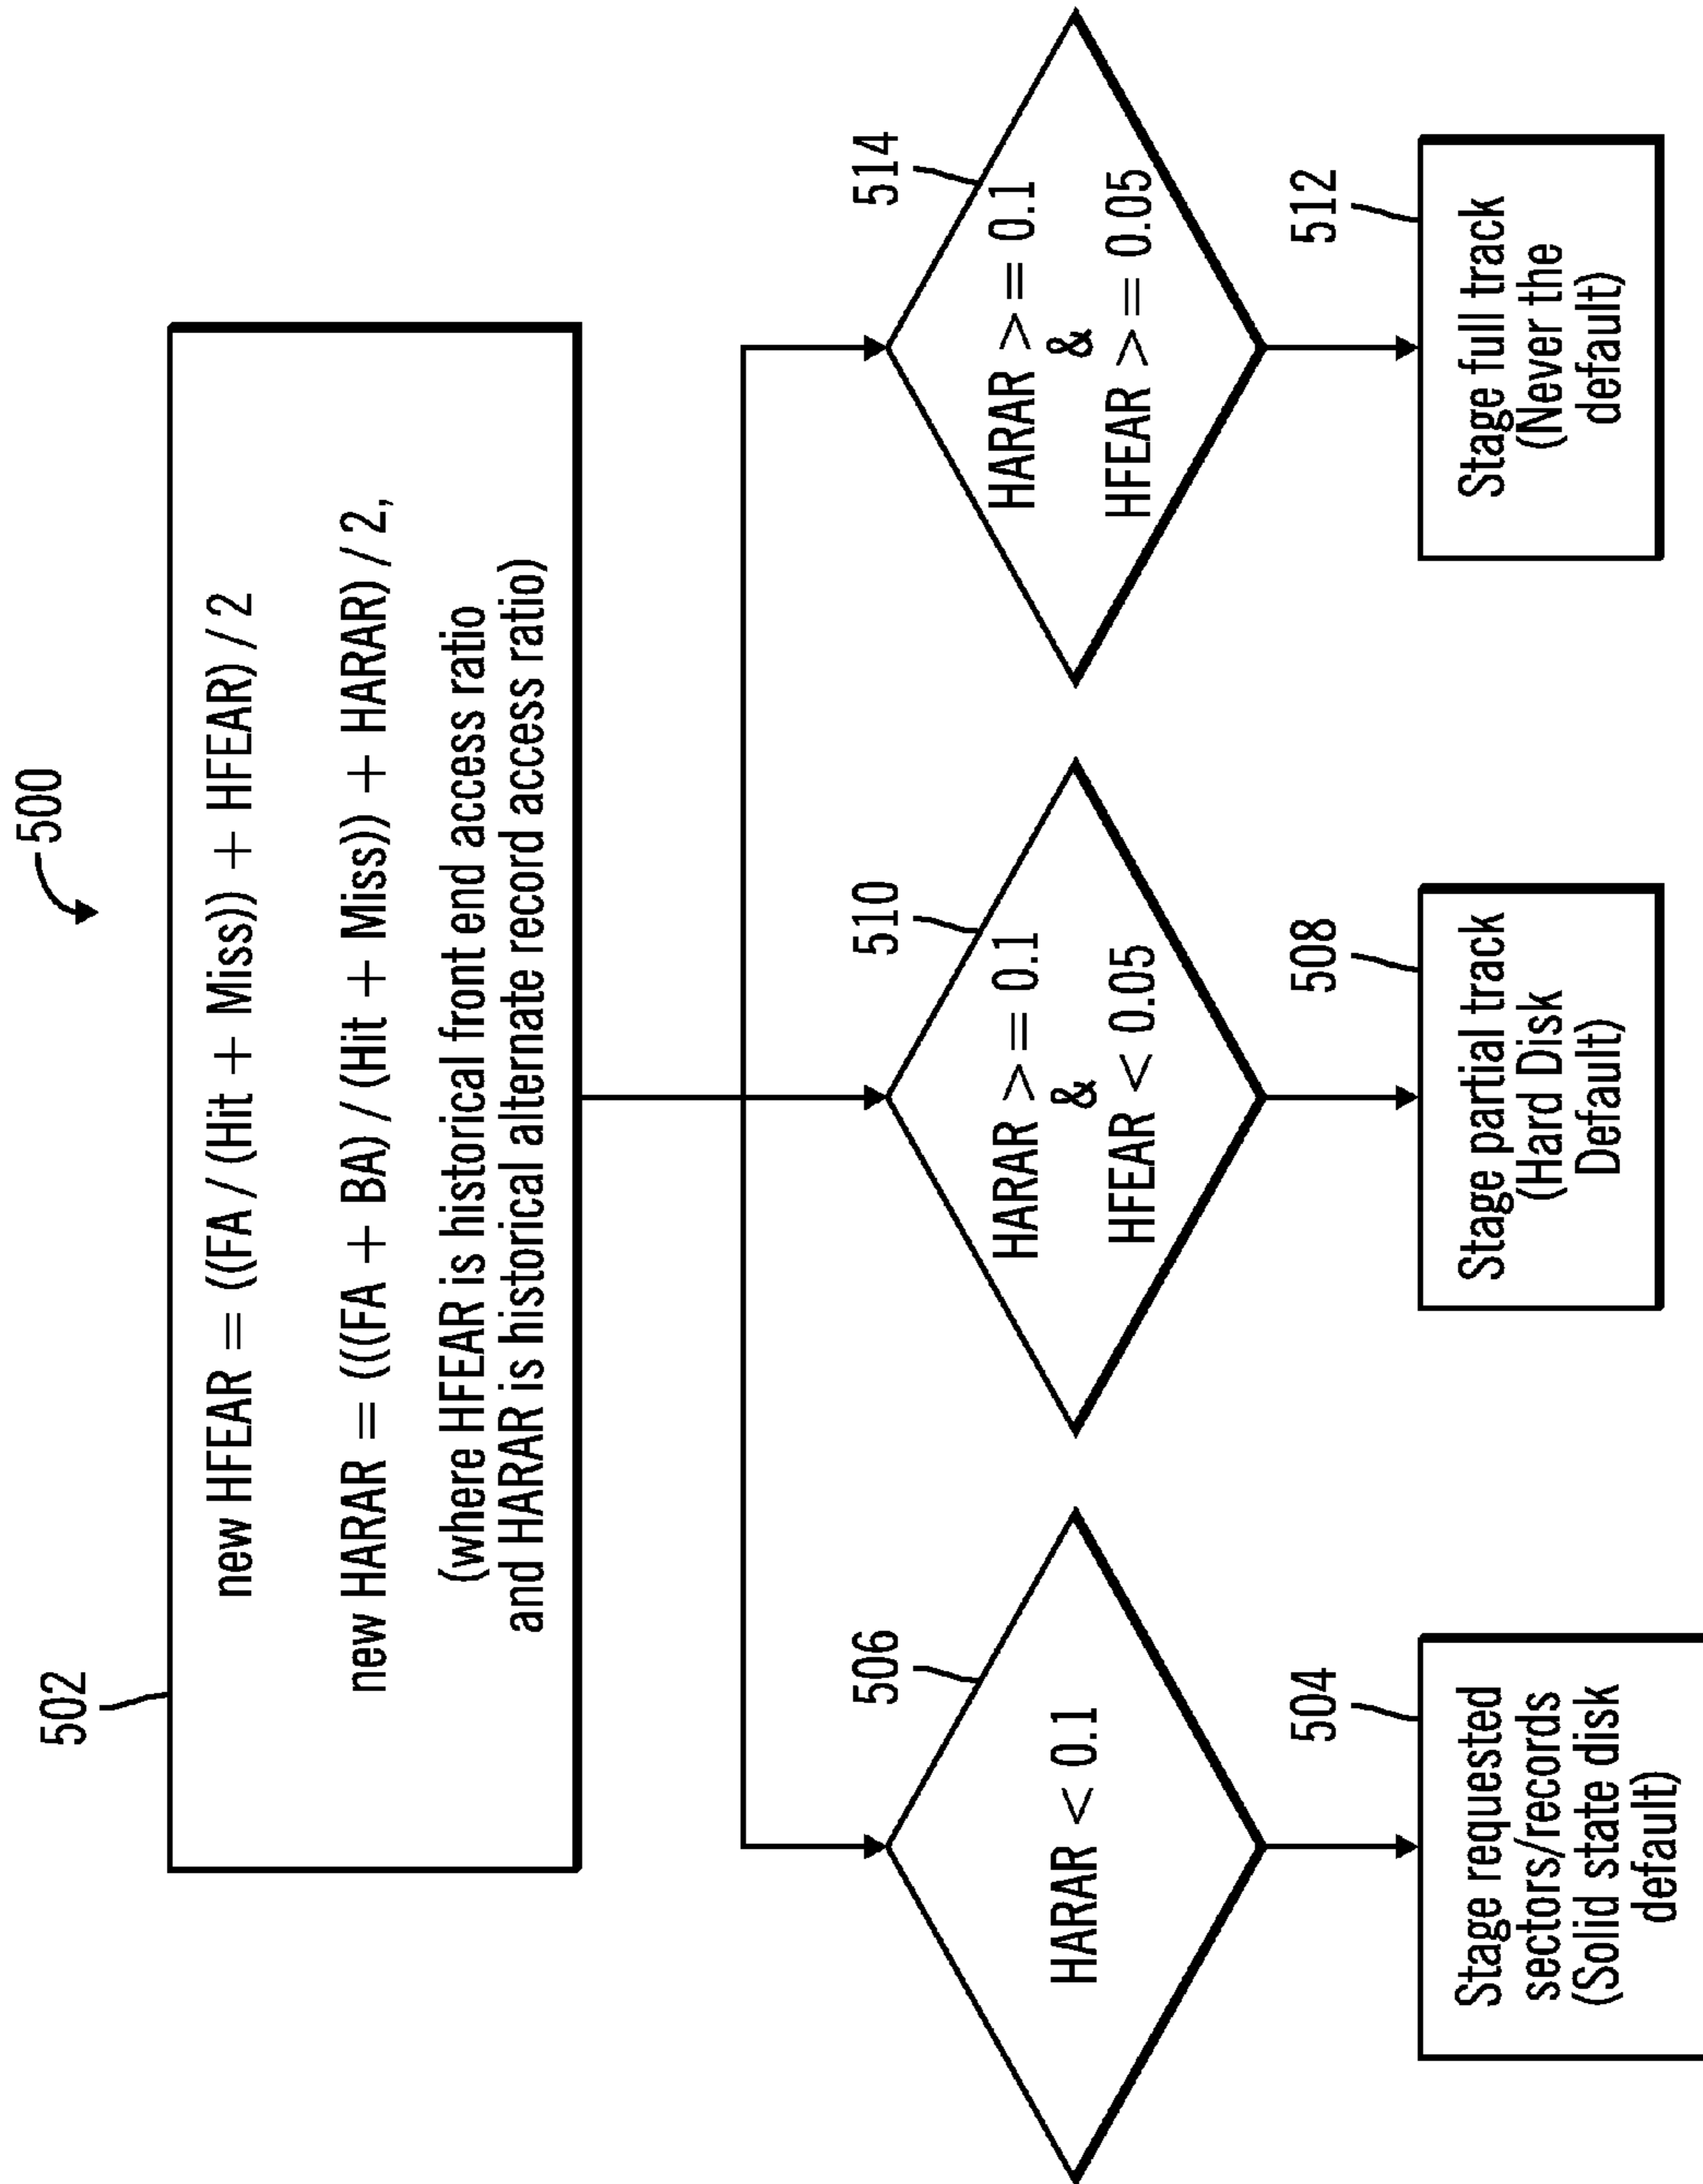 500
502
new HFEAR = ((FA / (Hit + Miss)) + HFEAR) / 2
new HARAR = (((FA + BA) / (Hit + Miss)) + HARAR) / 2,
(where HFEAR is historical front end access ratio
and HARAR is historical alternate record access ratio)
506
HARAR < 0.1
504
Stage requested
sectors/records
(Solid state disk
default)
510
HARAR >= 0.1
&
HFEAR < 0.05
508
Stage partial track
(Hard Disk
Default)
514
HARAR >= 0.1
&
HFEAR >= 0.05
512
Stage full track
(Never the
default)